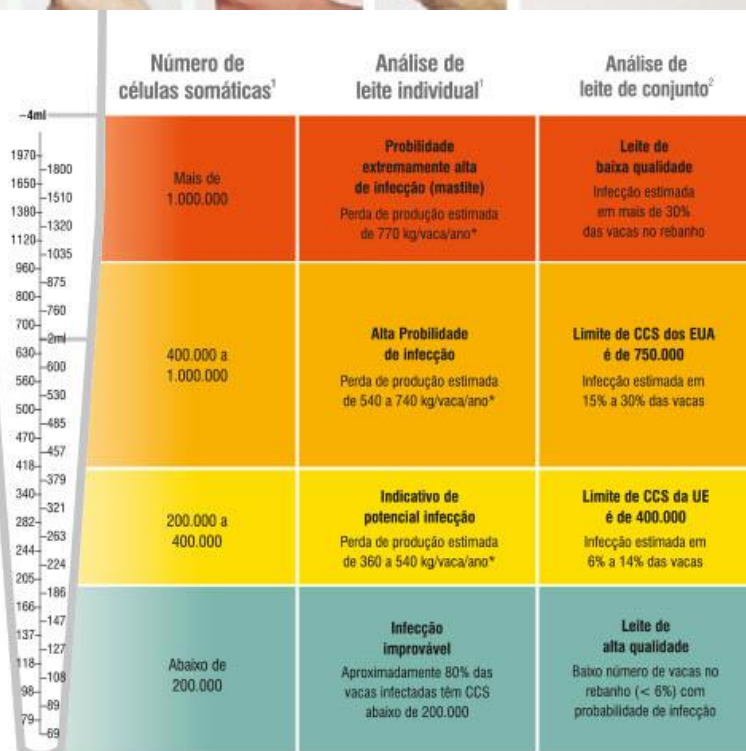 Número de
células somáticas¹
Análise de
leite individual¹
Análise de
leite de conjunto²
–4ml
1970
1800
1650
1510
1380
1320
1120
1035
960
875
800
760
700
2ml
630
600
560
530
500
485
470
457
418
379
340
321
282
263
244
224
205
186
166
147
137
127
118
108
98
89
79
69
Mais de
1.000.000
Probilidade
extremamente alta
de infecção (mastite)
Perda de produção estimada
de 770 kg/vaca/ano*
Leite de
baixa qualidade
Infecção estimada
em mais de 30%
das vacas no rebanho
400.000 a
1.000.000
Alta Probilidade
de infecção
Perda de produção estimada
de 540 a 740 kg/vaca/ano*
Limite de CCS dos EUA
é de 750.000
Infecção estimada em
15% a 30% das vacas
200.000 a
400.000
Indicativo de
potencial infecção
Perda de produção estimada
de 360 a 540 kg/vaca/ano*
Limite de CCS da UE
é de 400.000
Infecção estimada em
6% a 14% das vacas
Abaixo de
200.000
Infecção
improvável
Aproximadamente 80% das
vacas infectadas têm CCS
abaixo de 200.000
Leite de
alta qualidade
Baixo número de vacas no
rebanho (< 6%) com
probabilidade de infecção